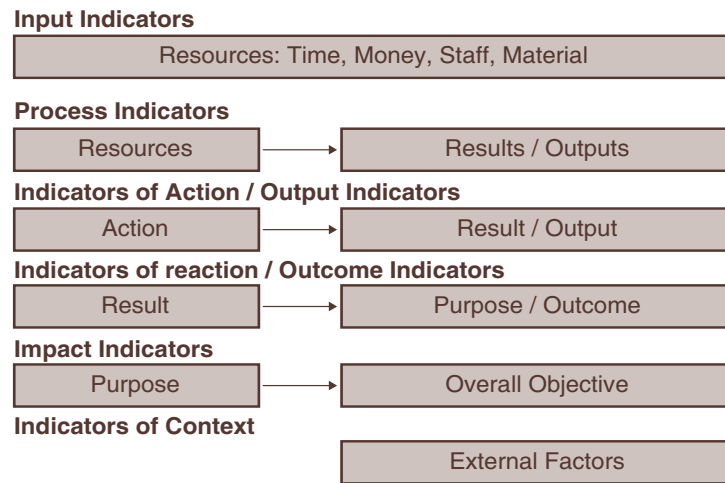 Input Indicators
Resources: Time, Money, Staff, Material
Process Indicators
Resources
Results / Outputs
Indicators of Action / Output Indicators
Action
Result / Output
Indicators of reaction / Outcome Indicators
Result
Purpose / Outcome
Impact Indicators
Purpose
Overall Objective
Indicators of Context
External Factors